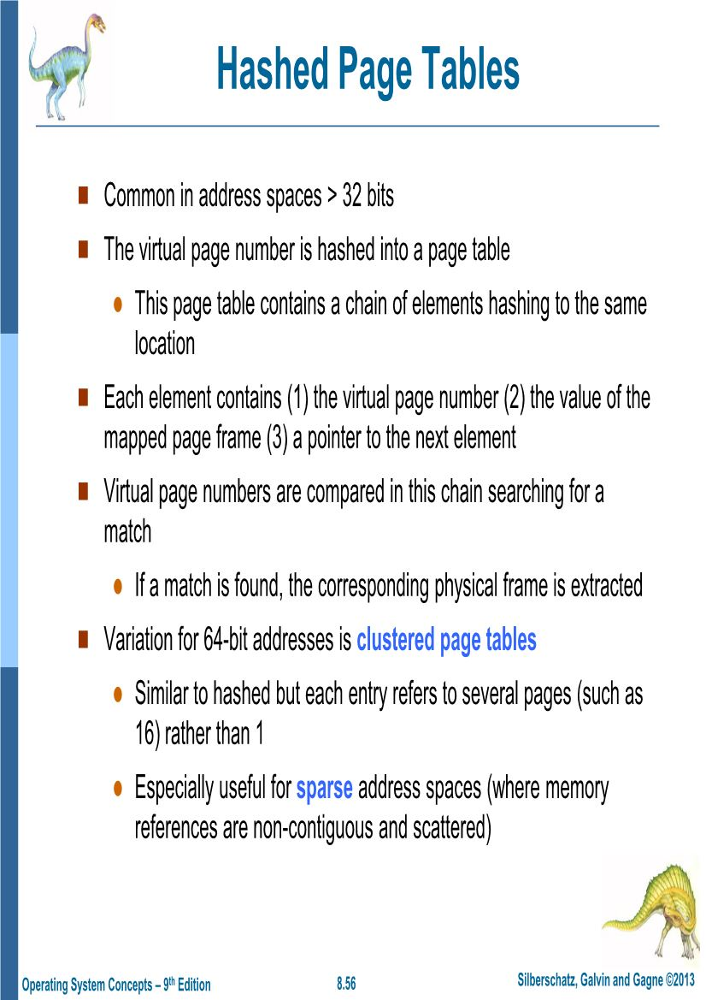 Hashed Page Tables
Common in address spaces > 32 bits
The virtual page number is hashed into a page table
This page table contains a chain of elements hashing to the same
location
Each element contains (1) the virtual page number (2) the value of the
mapped page frame (3) a pointer to the next element
Virtual page numbers are compared in this chain searching for a
match
If a match is found, the corresponding physical frame is extracted
Variation for 64-bit addresses is clustered page tables
Similar to hashed but each entry refers to several pages (such as
16) rather than 1
Especially useful for sparse address spaces (where memory
references are non-contiguous and scattered)
Operating System Concepts – 9th Edition
8.56
Silberschatz, Galvin and Gagne ©2013